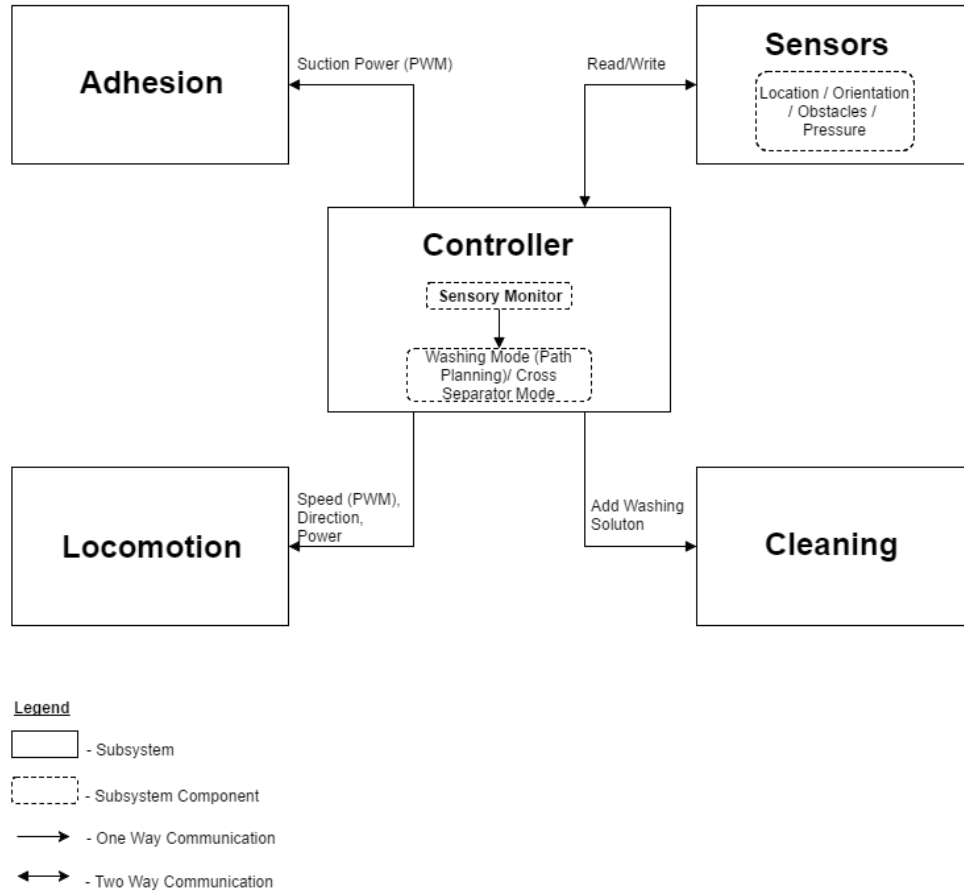 Adhesion
Suction Power (PWM)
Read/Write
Sensors
Location / Orientation
/ Obstacles /
Pressure
Controller
Sensory Monitor
Washing Mode (Path
Planning)/ Cross
Separator Mode
Locomotion
Speed (PWM),
Direction,
Power
Add Washing
Soluton
Cleaning
Legend
- Subsystem
- Subsystem Component
- One Way Communication
- Two Way Communication